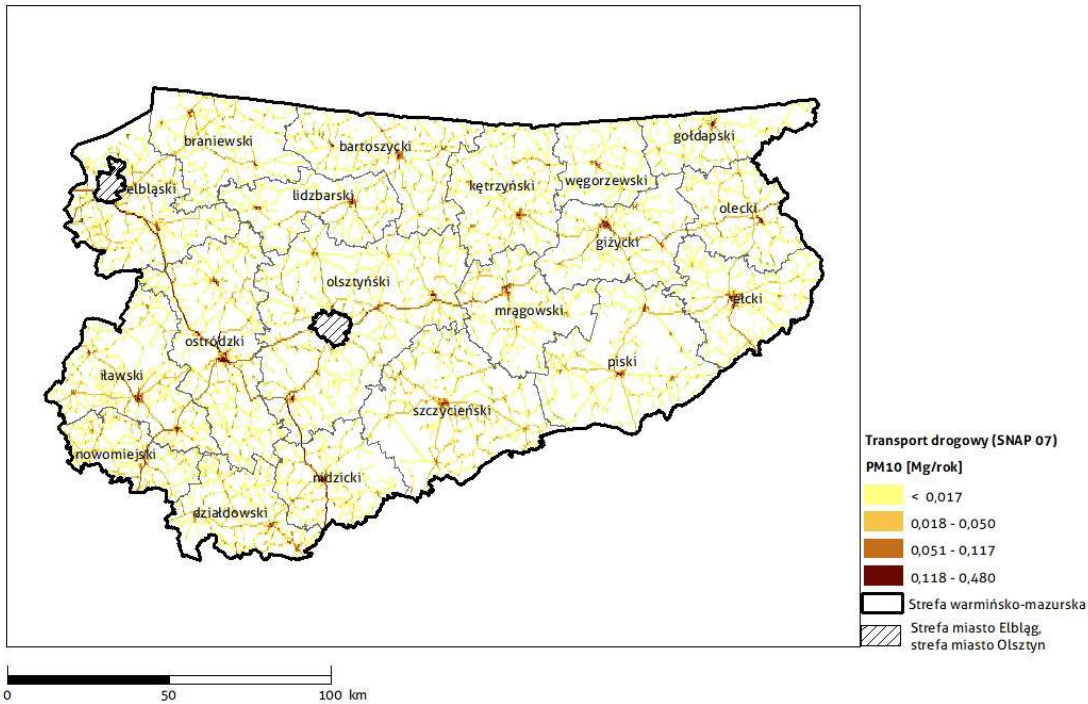 gołdapski
braniewski
bartoszycki
węgorzewski
kętrzyński
elbląski
lidzbarski
olecki
giżycki
olsztyński
ełcki
mrągowski
ostródzki
piski
iławski
szczycieński
nowomiejski
nidzicki
działdowski
Transport drogowy (SNAP 07)
PM10 [Mg/rok]
< 0,017
0,018 - 0,050
0,051 - 0,117
0,118 - 0,480
Strefa warmińsko-mazurska
Strefa miasto Elbląg,
strefa miasto Olsztyn
0 50 100 km